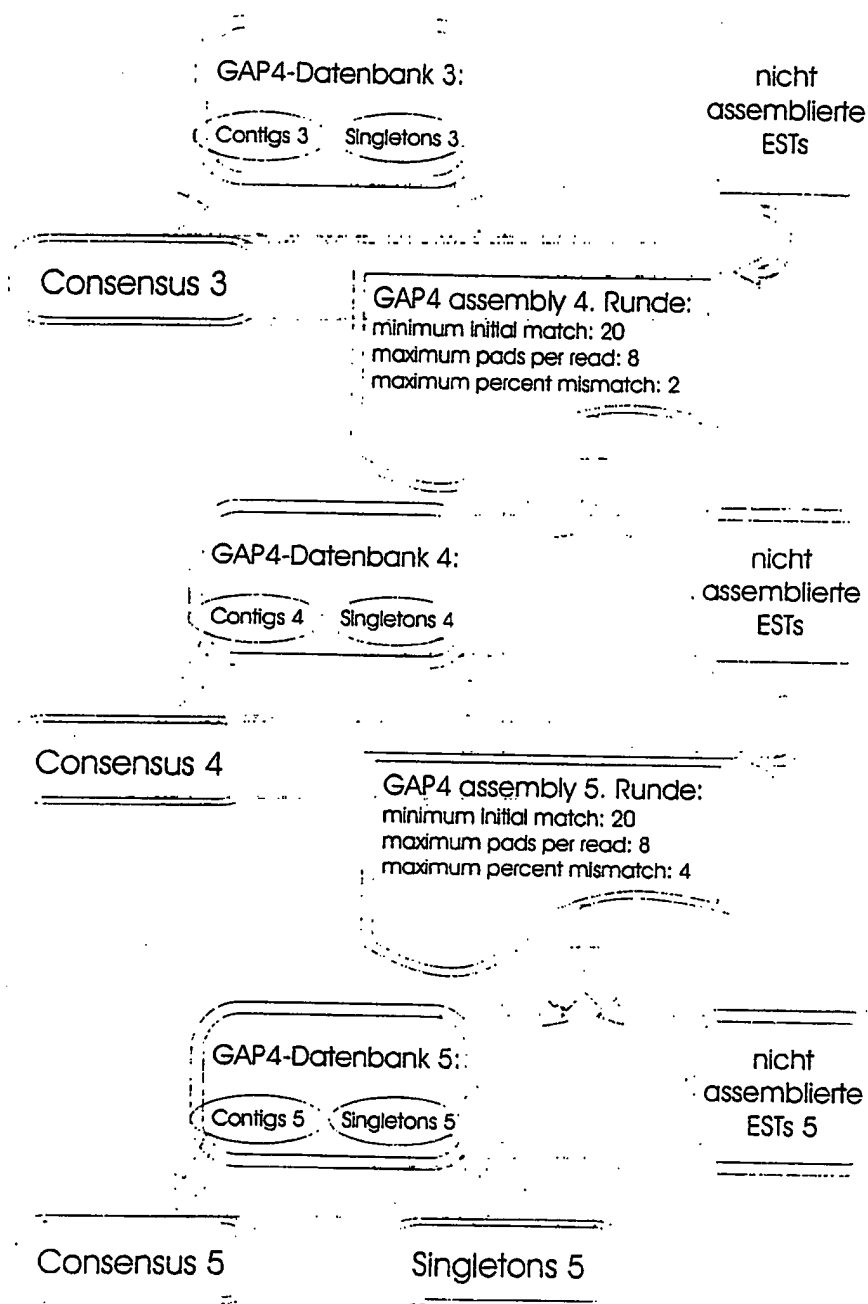 GAP4-Datenbank 3:
Contigs 3 Singletons 3
nicht
assemblierte
ESTs
Consensus 3
GAP4 assembly 4. Runde:
minimum initial match: 20
maximum pads per read: 8
maximum percent mismatch: 2
GAP4-Datenbank 4:
Contigs 4 Singletons 4
nicht
assemblierte
ESTs
Consensus 4
GAP4 assembly 5. Runde:
minimum initial match: 20
maximum pads per read: 8
maximum percent mismatch: 4
GAP4-Datenbank 5:
Contigs 5 Singletons 5
nicht
assemblierte
ESTs 5
Consensus 5
Singletons 5